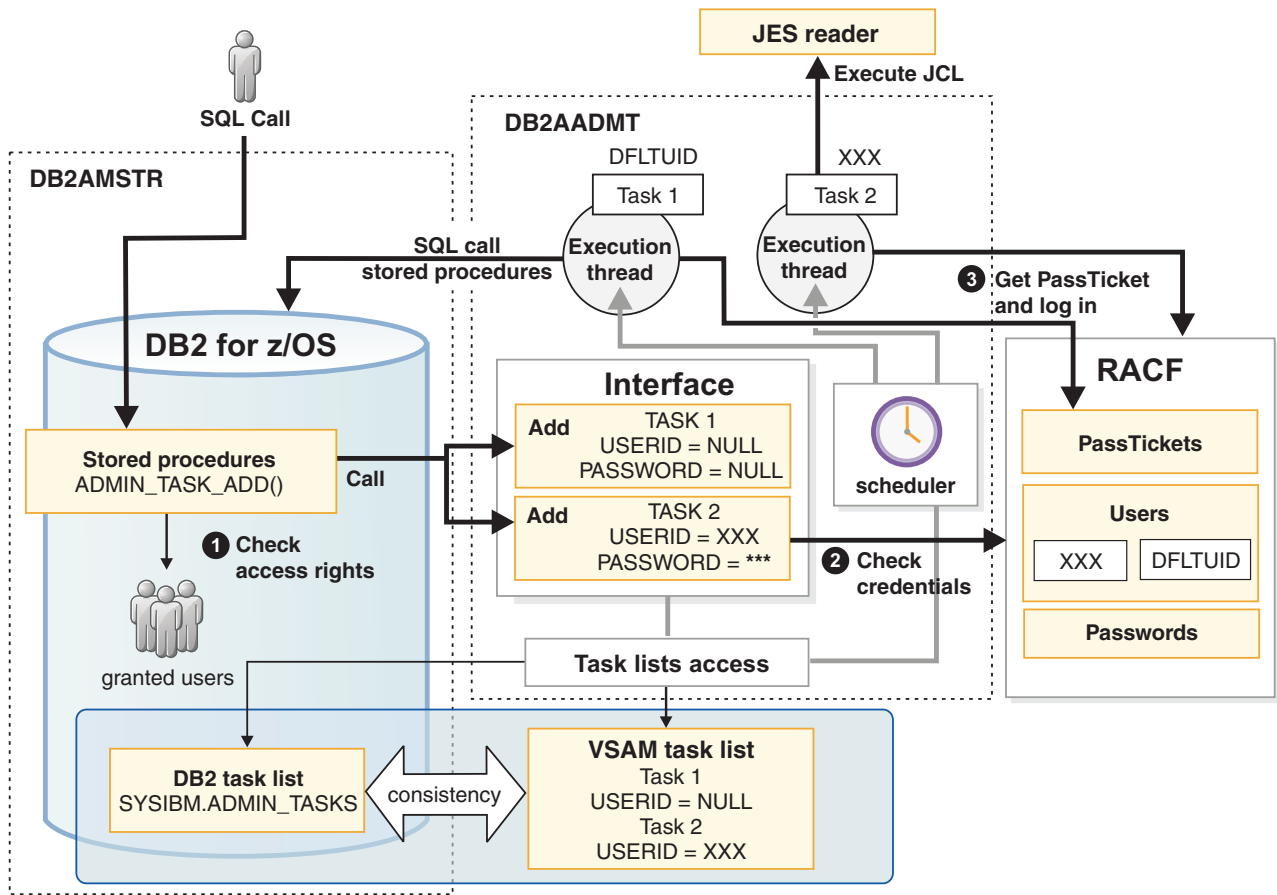 JES reader
Execute JCL
SQL Call
DB2AADMT
DFLTUID
XXX
DB2AMSTR
Task 1
Task 2
Execution
thread
Execution
thread
SQL call
stored procedures
3 Get PassTicket
and log in
DB2 for z/OS
Interface
RACF
Add
TASK 1
USERID = NULL
PASSWORD = NULL
PassTickets
Stored procedures
ADMIN_TASK_ADD()
Call
scheduler
Add
TASK 2
USERID = XXX
PASSWORD = ***
Users
XXX
DFLTUID
1 Check
access rights
2 Check
credentials
Passwords
granted users
Task lists access
DB2 task list
SYSIBM.ADMIN_TASKS
consistency
VSAM task list
Task 1
USERID = NULL
Task 2
USERID = XXX